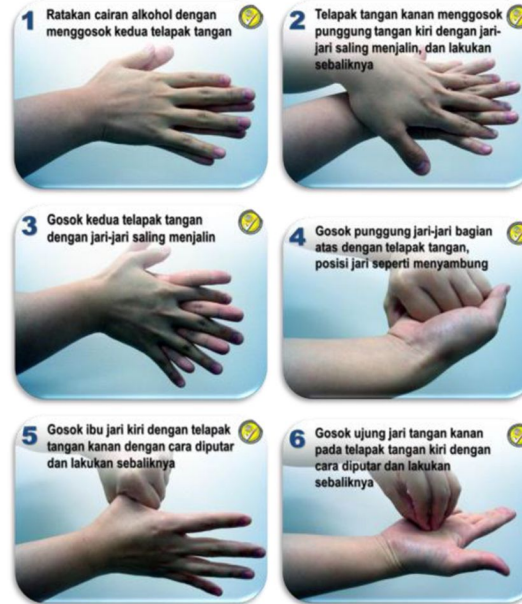 1
Ratakan cairan alkohol dengan
menggosok kedua telapak tangan
2
Telapak tangan kanan menggosok
punggung tangan kiri dengan jari-
jari saling menjalin, dan lakukan
sebaliknya
3
Gosok kedua telapak tangan
dengan jari-jari saling menjalin
4
Gosok punggung jari-jari bagian
atas dengan telapak tangan,
posisi jari seperti menyambung
5
Gosok ibu jari kiri dengan telapak
tangan kanan dengan cara diputar
dan lakukan sebaliknya
6
Gosok ujung jari tangan kanan
pada telapak tangan kiri dengan
cara diputar dan lakukan
sebaliknya